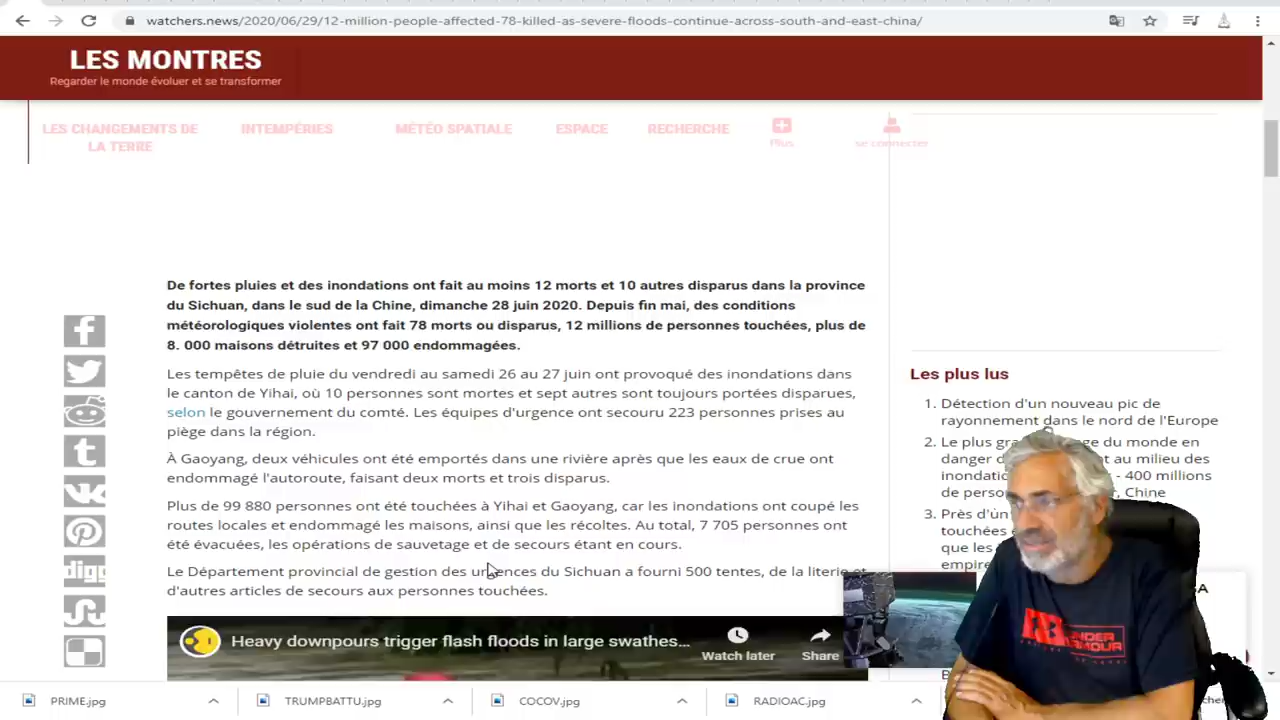 watchers.news/2020/06/29/12-million-people-affected-78-killed-as-severe-floods-continue-across-south-and-east-china/
LES MONTRES
Regarder le monde évoluer et se transformer
LES CHANGEMENTS DE LA TERRE
INTEMPÉRIES
MÉTÉO SPATIALE
ESPACE
RECHERCHE
Plus
se connecter
De fortes pluies et des inondations ont fait au moins 12 morts et 10 autres disparus dans la province
du Sichuan, dans le sud de la Chine, dimanche 28 juin 2020. Depuis fin mai, des conditions
météorologiques violentes ont fait 78 morts ou disparus, 12 millions de personnes touchées, plus de
8. 000 maisons détruites et 97 000 endommagées.
Les tempêtes de pluie du vendredi au samedi 26 au 27 juin ont provoqué des inondations dans
le canton de Yihai, où 10 personnes sont mortes et sept autres sont toujours portées disparues,
selon le gouvernement du comté. Les équipes d'urgence ont secouru 223 personnes prises au
piège dans la région.
À Gaoyang, deux véhicules ont été emportés dans une rivière après que les eaux de crue ont
endommagé l'autoroute, faisant deux morts et trois disparus.
Plus de 99 880 personnes ont été touchées à Yihai et Gaoyang, car les inondations ont coupé les
routes locales et endommagé les maisons, ainsi que les récoltes. Au total, 7 705 personnes ont
été évacuées, les opérations de sauvetage et de secours étant en cours.
Le Département provincial de gestion des urgences du Sichuan a fourni 500 tentes, de la literie et
d'autres articles de secours aux personnes touchées.
Heavy downpours trigger flash floods in large swathes...
Watch later
Share
digg
Les plus lus
1. Détection d'un nouveau pic de
rayonnement dans le nord de l'Europe
2. Le plus du monde en
danger au milieu des
- 400 millions
de Chine
3. Près d'un
touchées
que les
PRIME.jpg
TRUMPBATTU.jpg
COCOV.jpg
RADIOAC.jpg
UNDER
ARMOUR